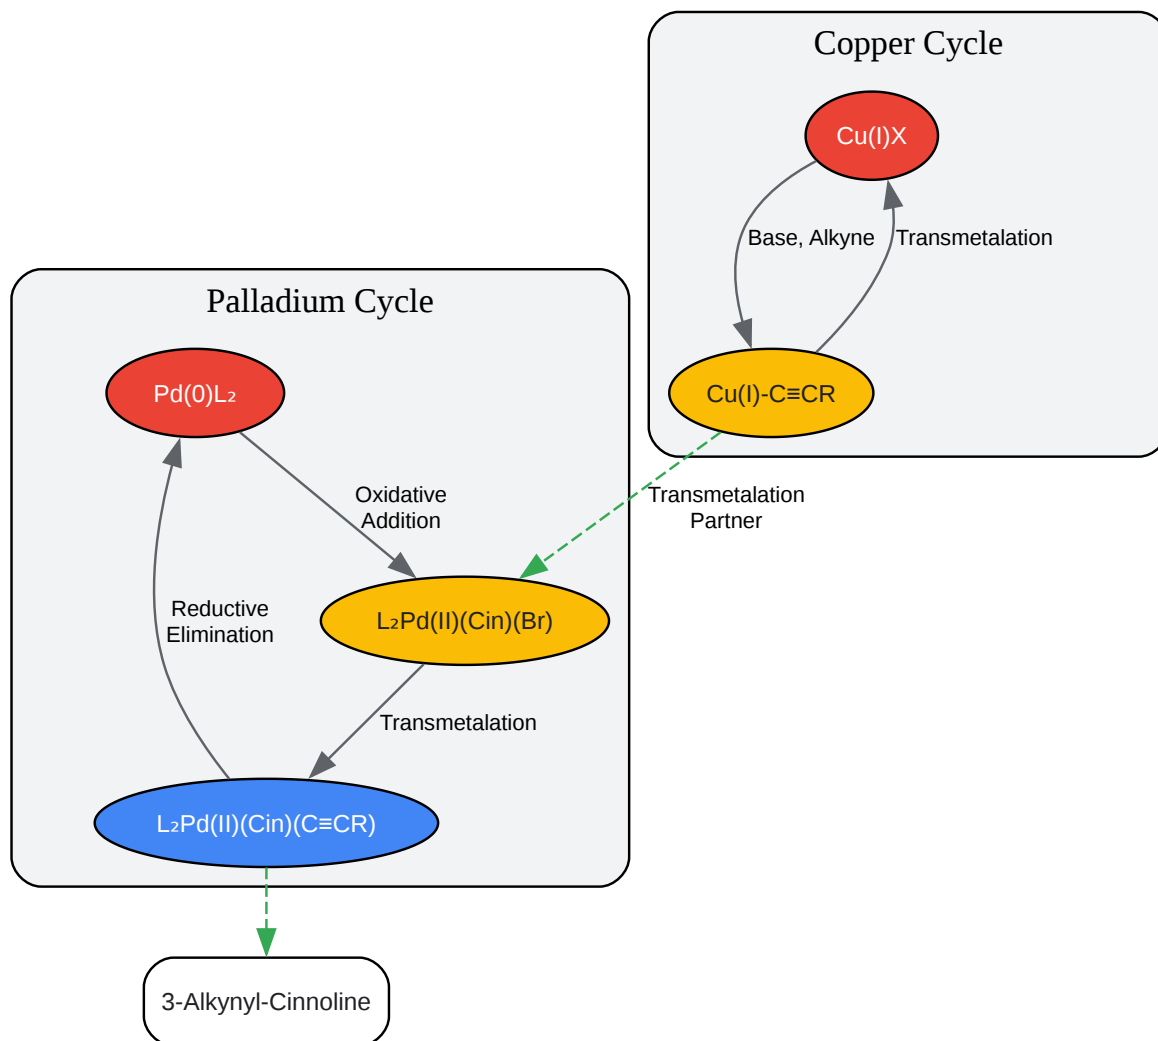 Copper Cycle
Cu(I)X
Base, Alkyne
Transmetalation
Cu(I)-C≡CR
Transmetalation
Partner
Palladium Cycle
Pd(0)L₂
Oxidative
Addition
L₂Pd(II)(Cin)(Br)
Reductive
Elimination
Transmetalation
L₂Pd(II)(Cin)(C≡CR)
3-Alkynyl-Cinnoline